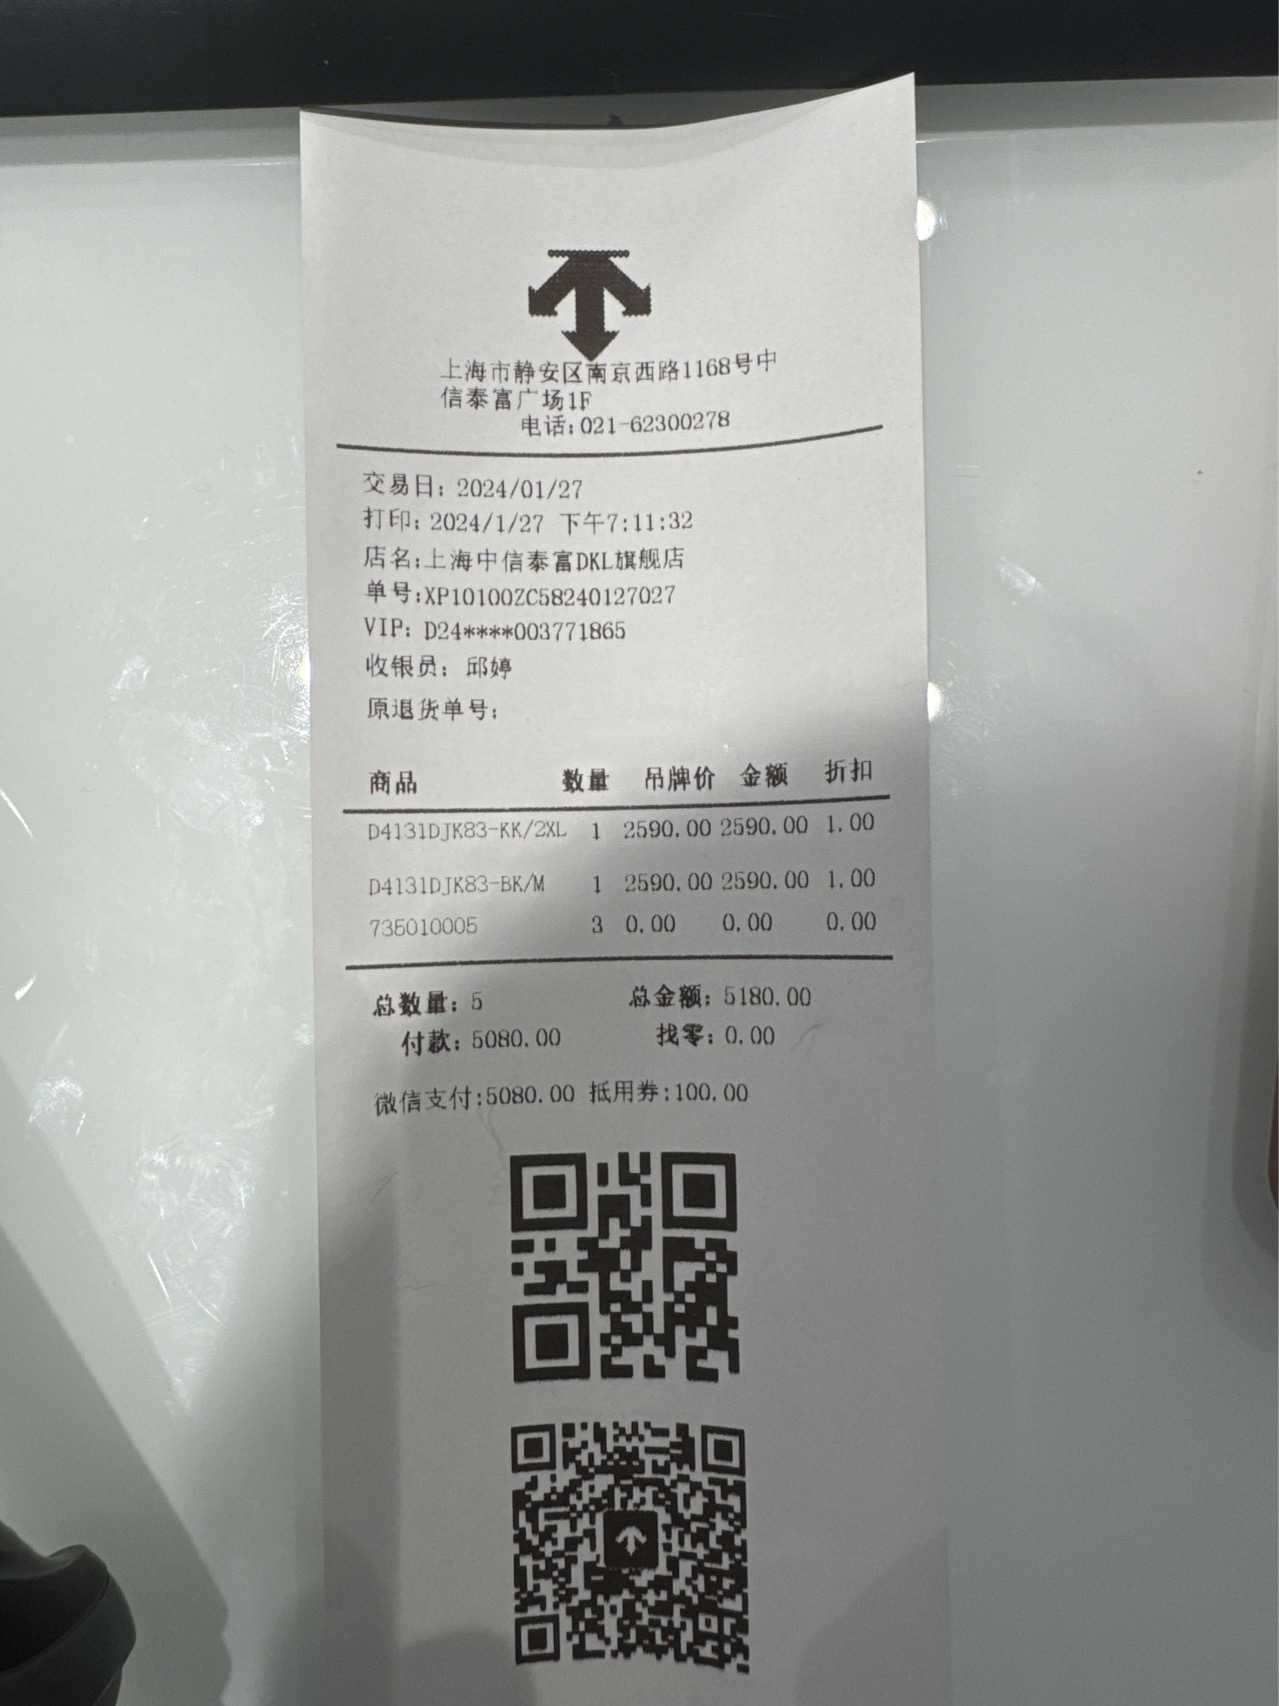 上海市静安区南京西路1168号中
信泰富广场1F
电话:021-62300278
交易日: 2024/01/27
打印: 2024/1/27 下午7:11:32
店名:上海中信泰富DKL旗舰店
单号:XP10100ZC58240127027
VIP: D24****003771865
收银员: 邱婷
原退货单号:
商品 数量 吊牌价 金额 折扣
D4131DJK83-KK/2XL 1 2590.00 2590.00 1.00
D4131DJK83-BK/M 1 2590.00 2590.00 1.00
735010005 3 0.00 0.00 0.00
总数量: 5 总金额: 5180.00
付款: 5080.00 找零: 0.00
微信支付:5080.00 抵用券:100.00